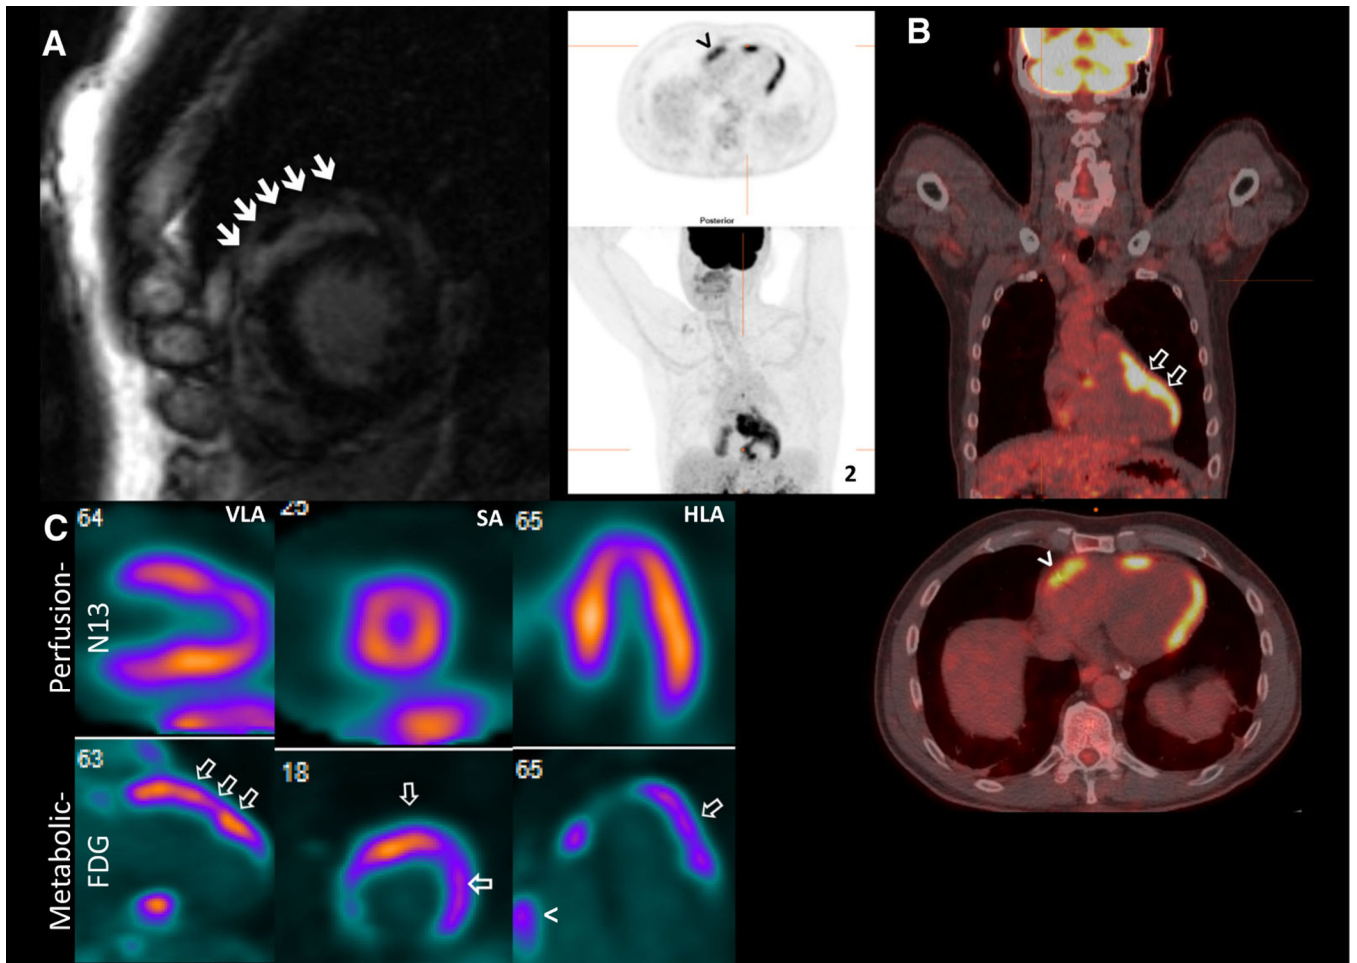 A
B
Posterior
2
C
64
VLA
25
SA
65
HLA
Perfusion-
N13
63
18
65
Metabolic-
FDG